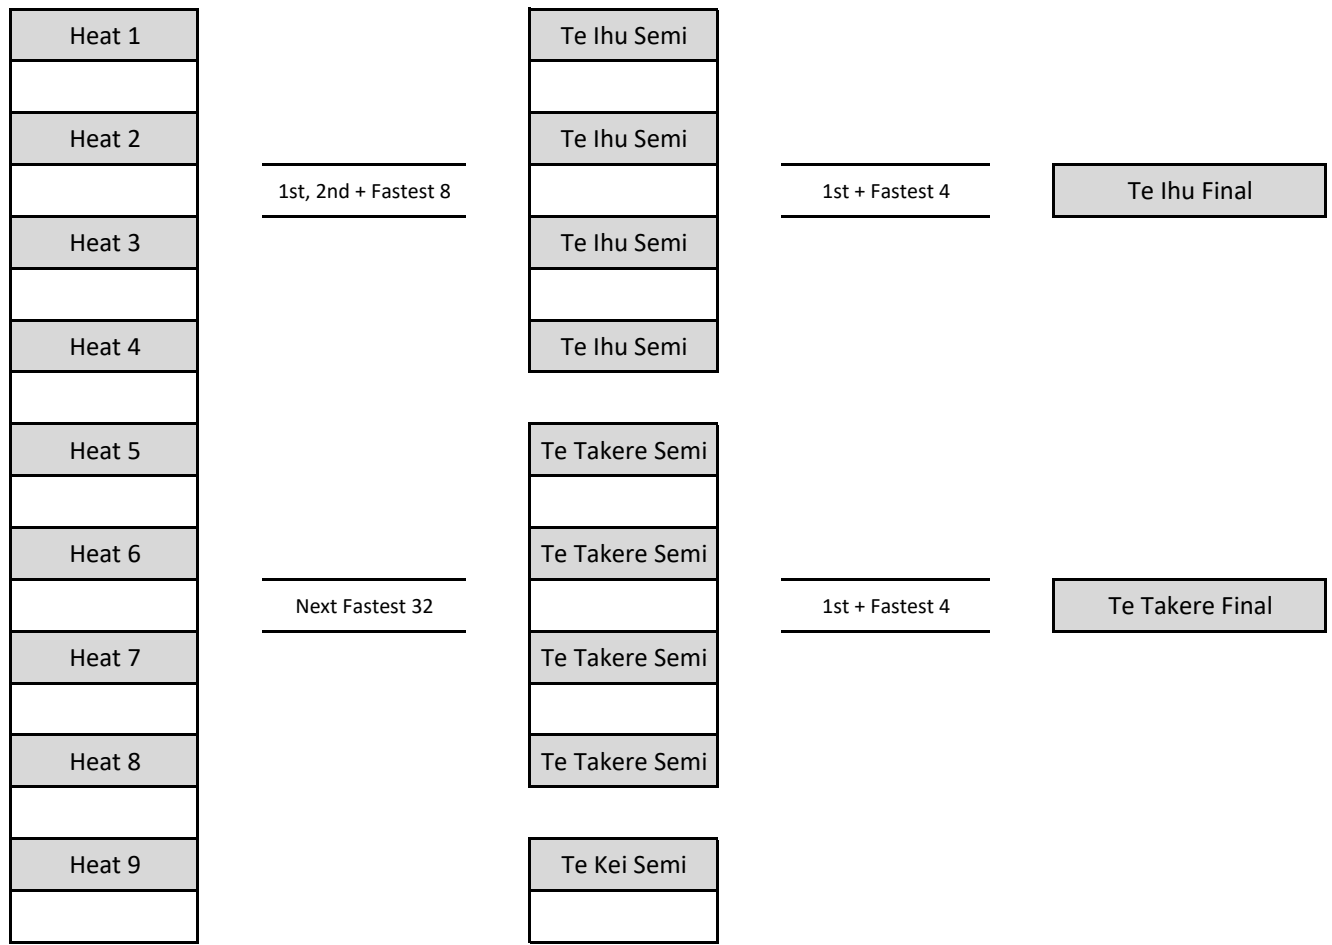 Heat 1
Te Ihu Semi
Heat 2
Te Ihu Semi
1st, 2nd + Fastest 8
1st + Fastest 4
Te Ihu Final
Heat 3
Te Ihu Semi
Heat 4
Te Ihu Semi
Heat 5
Te Takere Semi
Heat 6
Te Takere Semi
Next Fastest 32
1st + Fastest 4
Te Takere Final
Heat 7
Te Takere Semi
Heat 8
Te Takere Semi
Heat 9
Te Kei Semi